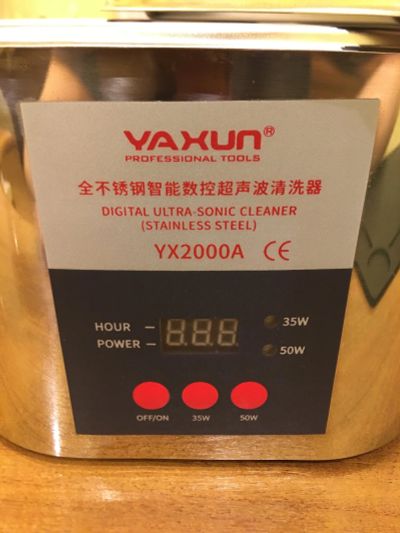 YAXUN®
PROFESSIONAL TOOLS
全不锈钢智能数控超声波清洗器
DIGITAL ULTRA-SONIC CLEANER
(STAINLESS STEEL)
YX2000A CE
HOUR
POWER
35W
50W
OFF/ON 35W 50W